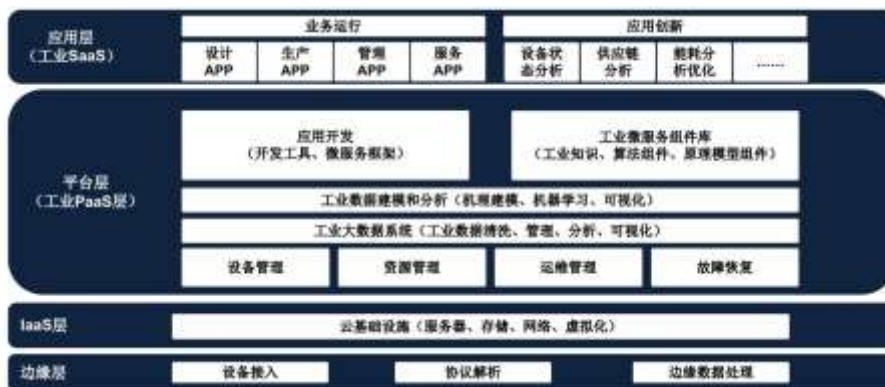 应用层
（工业SaaS）
业务运行
应用创新
设计
APP
生产
APP
管理
APP
服务
APP
设备状
态分析
供应链
分析
能耗分
析优化
……
平台层
（工业PaaS层）
应用开发
（开发工具、微服务框架）
工业微服务组件库
（工业知识、算法组件、原理模型组件）
工业数据建模和分析（机理建模、机器学习、可视化）
工业大数据系统（工业数据清洗、管理、分析、可视化）
设备管理
资源管理
运维管理
故障恢复
IaaS层
云基础设施（服务器、存储、网络、虚拟化）
边缘层
设备接入
协议解析
边缘数据处理